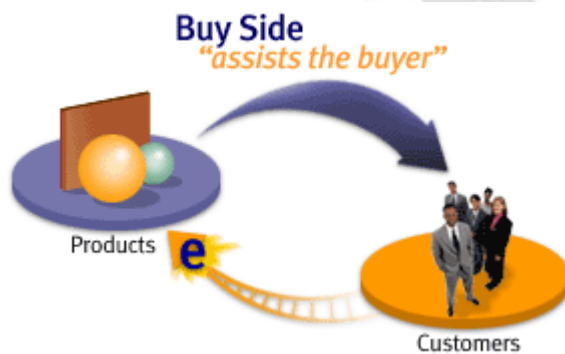 Buy Side
“assists the buyer”
Products
e
Customers